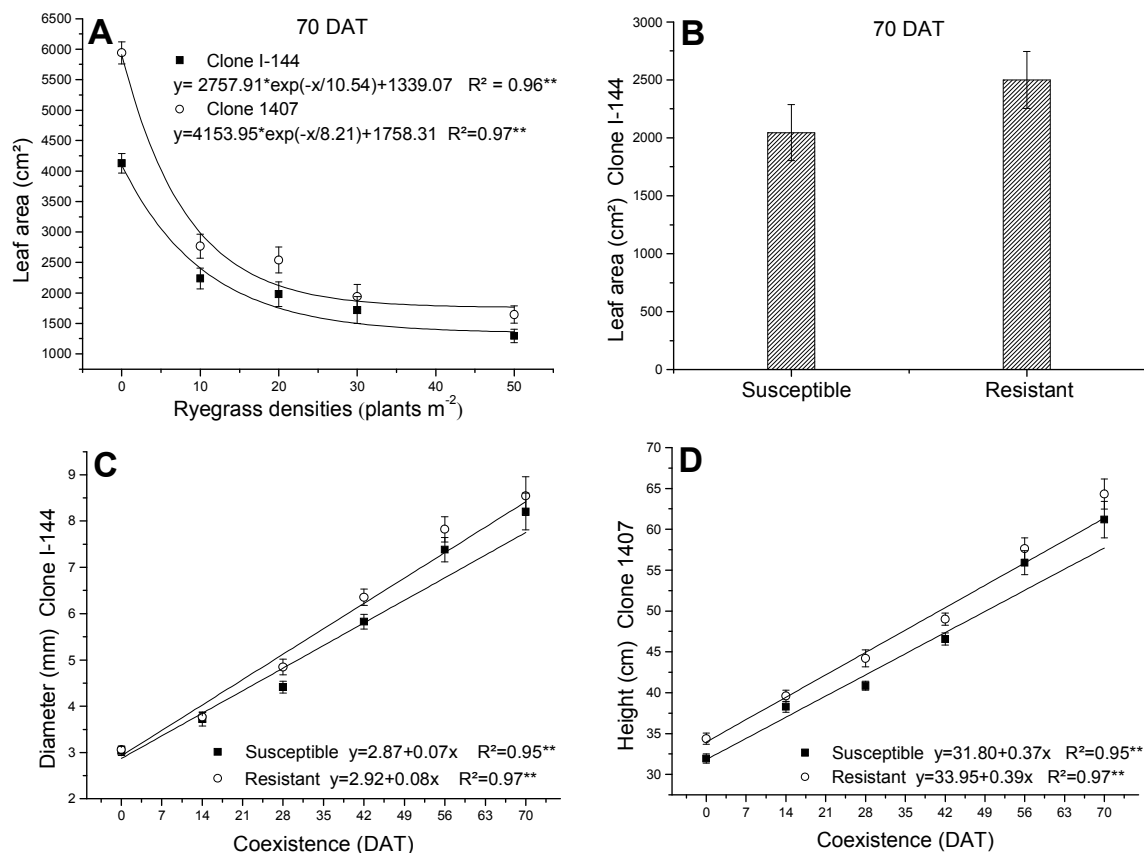 A
70 DAT
Clone I-144
y= 2757.91*exp(-x/10.54)+1339.07 R² = 0.96**
Clone 1407
y=4153.95*exp(-x/8.21)+1758.31 R²=0.97**
Leaf area (cm²)
6500
6000
5500
5000
4500
4000
3500
3000
2500
2000
1500
1000
0 10 20 30 40 50
Ryegrass densities (plants m⁻²)
B
70 DAT
Leaf area (cm²) Clone I-144
3000
2500
2000
1500
1000
500
0
Susceptible Resistant
C
Diameter (mm) Clone I-144
9
8
7
6
5
4
3
2
Susceptible y=2.87+0.07x R²=0.95**
Resistant y=2.92+0.08x R²=0.97**
0 7 14 21 28 35 42 49 56 63 70
Coexistence (DAT)
D
Height (cm) Clone 1407
70
65
60
55
50
45
40
35
30
Susceptible y=31.80+0.37x R²=0.95**
Resistant y=33.95+0.39x R²=0.97**
0 7 14 21 28 35 42 49 56 63 70
Coexistence (DAT)